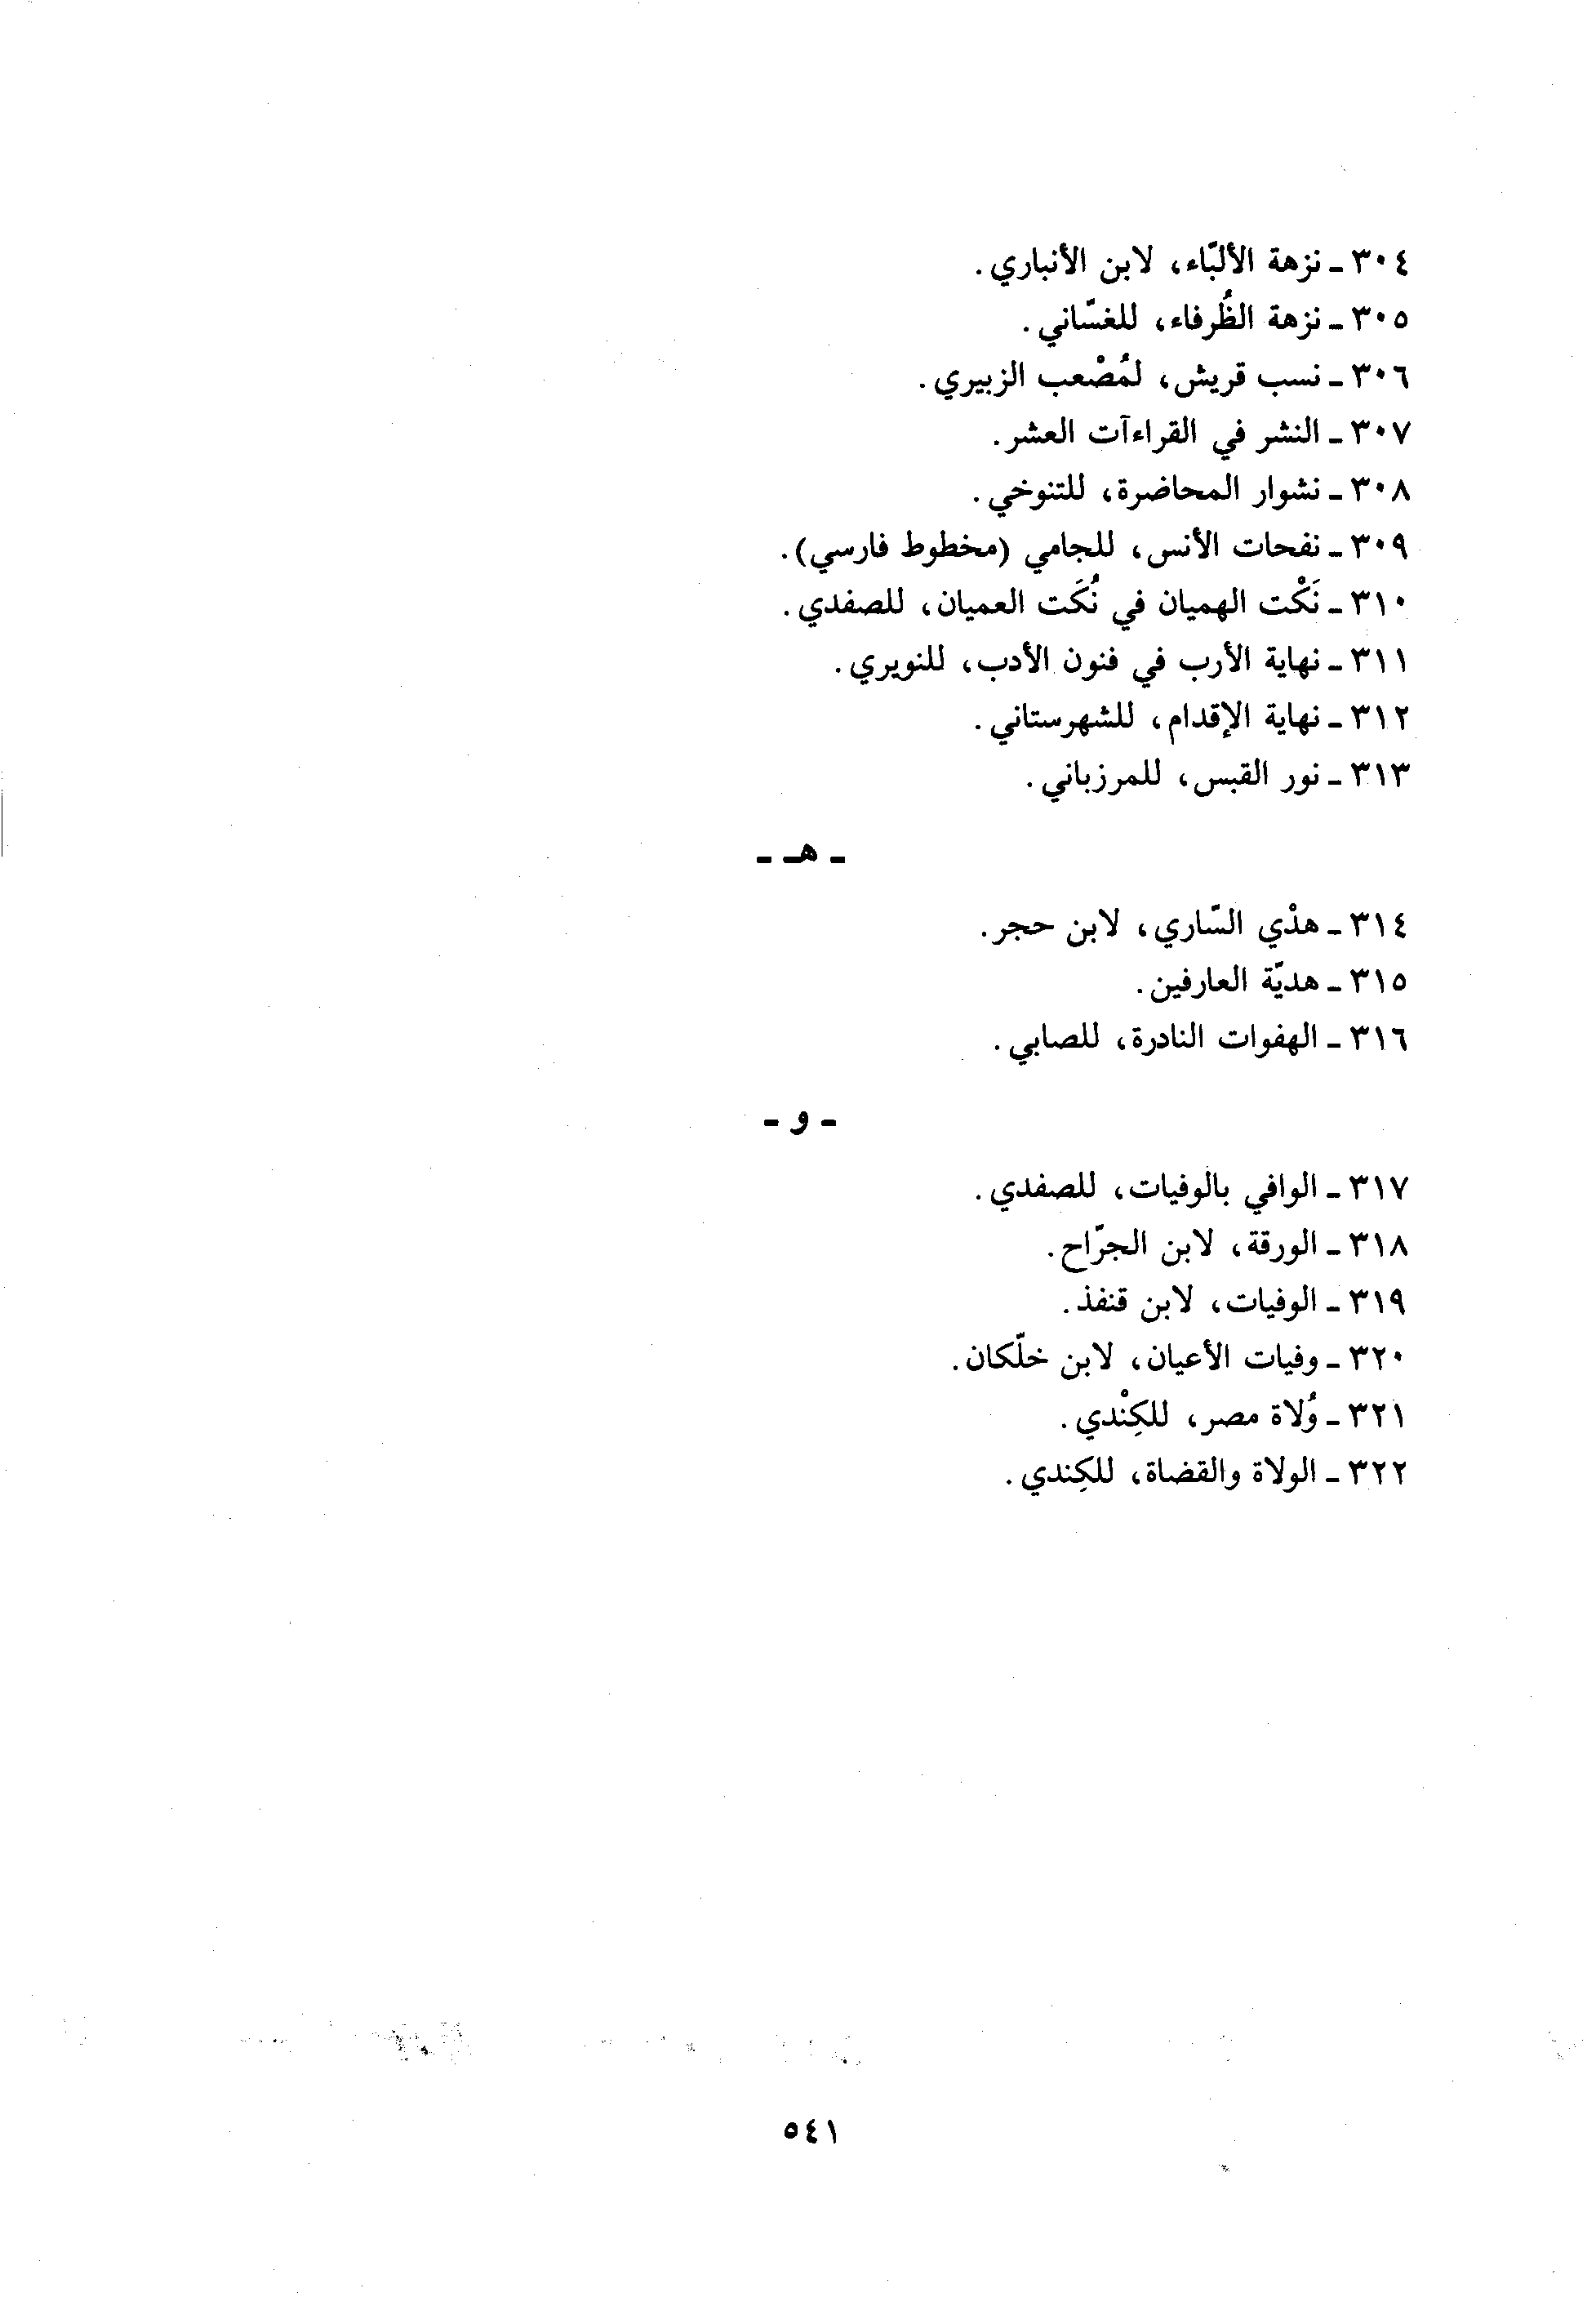 ٣٠٤ - نزهة الألبّاء، لابن الأنباري.
٣٠٥ - نزهة الظُرفاء، للغسّاني.
٣٠٦ - نسب قريش، لمُصْعب الزبيري.
٣٠٧ - النشر في القراءآت العشر.
٣٠٨ - نشوار المحاضرة، للتنوخي.
٣٠٩ - نفحات الأنس، للجامي (مخطوط فارسي).
٣١٠ - نَكْت الهميان في نُكَت العميان، للصفدي.
٣١١ - نهاية الأرب في فنون الأدب، للنويري.
٣١٢ - نهاية الإقدام، للشهرستاني.
٣١٣ - نور القبس، للمرزباني.
- هـ -
٣١٤ - هدْي السّاري، لابن حجر.
٣١٥ - هديّة العارفين.
٣١٦ - الهفوات النادرة، للصابي.
- و -
٣١٧ - الوافي بالوفيات، للصفدي.
٣١٨ - الورقة، لابن الجرّاح.
٣١٩ - الوفيات، لابن قنفذ.
٣٢٠ - وفيات الأعيان، لابن خلّكان.
٣٢١ - وُلاة مصر، للكِنْدي.
٣٢٢ - الولاة والقضاة، للكِندي.
٥٤١